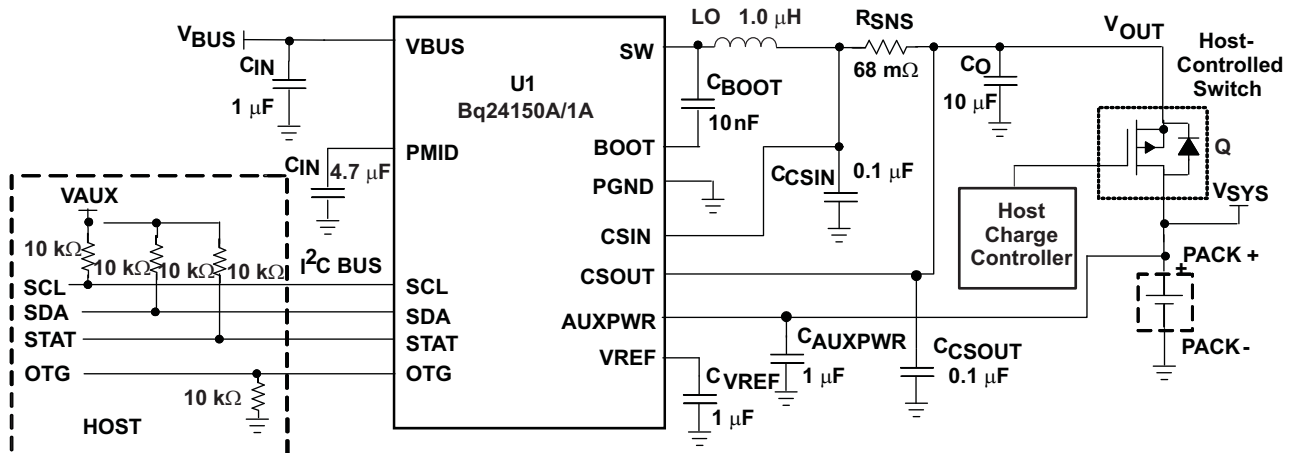 VBUS
CIN
1 μF
VBUS
U1
Bq24150A/1A
SW
LO 1.0 μH
RSNS
68 mΩ
VOUT
Host-
Controlled
Switch
CBOOT
10nF
CO
10 μF
BOOT
PMID
CIN
4.7 μF
PGND
CCSIN
0.1 μF
Q
VAUX
10 kΩ
10 kΩ
10 kΩ
I2C BUS
CSIN
Host
Charge
Controller
VSYS
CSOUT
PACK +
+
SCL
SCL
SDA
SDA
AUXPWR
STAT
STAT
CAUXPWR
1 μF
CCSOUT
0.1 μF
PACK-
VREF
CVREF
1 μF
OTG
OTG
10 kΩ
HOST